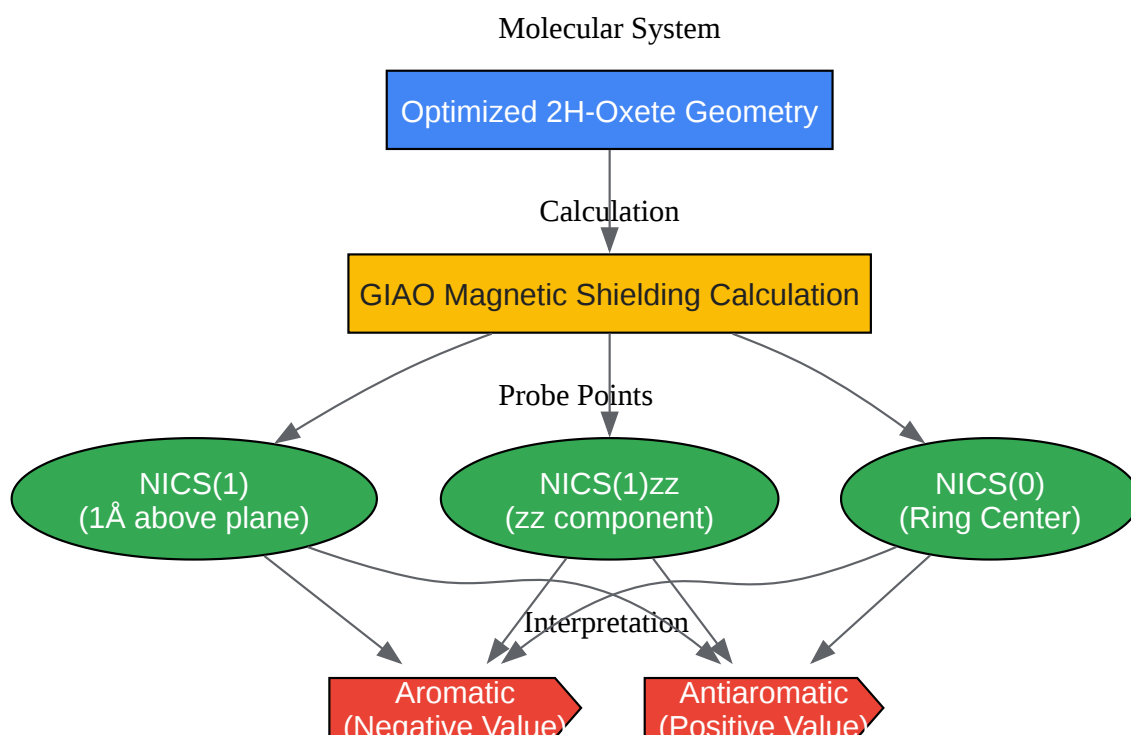 Molecular System
Optimized 2H-Oxete Geometry
Calculation
GIAO Magnetic Shielding Calculation
Probe Points
NICS(1)
(1Å above plane)
NICS(1)zz
(zz component)
NICS(0)
(Ring Center)
Interpretation
Aromatic
(Negative Value)
Antiaromatic
(Positive Value)